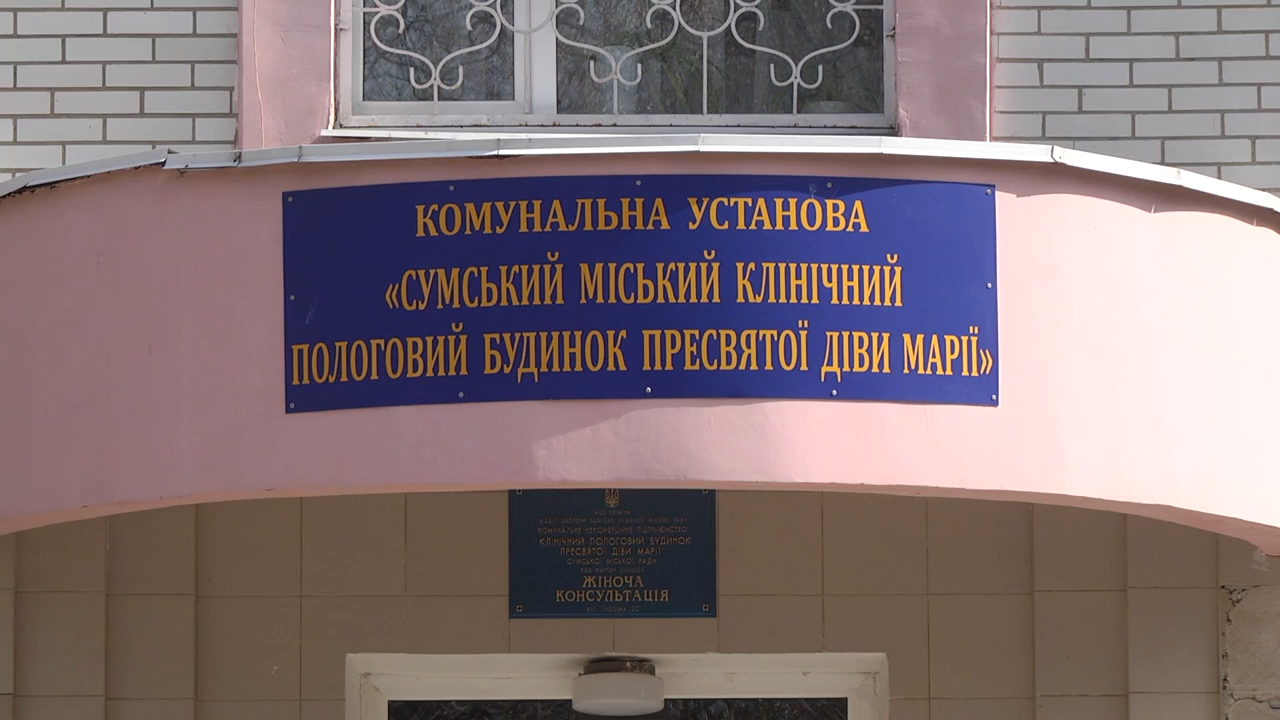 КОМУНАЛЬНА УСТАНОВА
«СУМСЬКИЙ МІСЬКИЙ КЛІНІЧНИЙ
ПОЛОГОВИЙ БУДИНОК ПРЕСВЯТОЇ ДІВИ МАРІЇ»
КОМУНАЛЬНЕ НЕКОМЕРЦІЙНЕ ПІДПРИЄМСТВО
"КЛІНІЧНИЙ ПОЛОГОВИЙ БУДИНОК
ПРЕСВЯТОЇ ДІВИ МАРІЇ"
СУМСЬКОЇ МІСЬКОЇ РАДИ
ЖІНОЧА
КОНСУЛЬТАЦІЯ